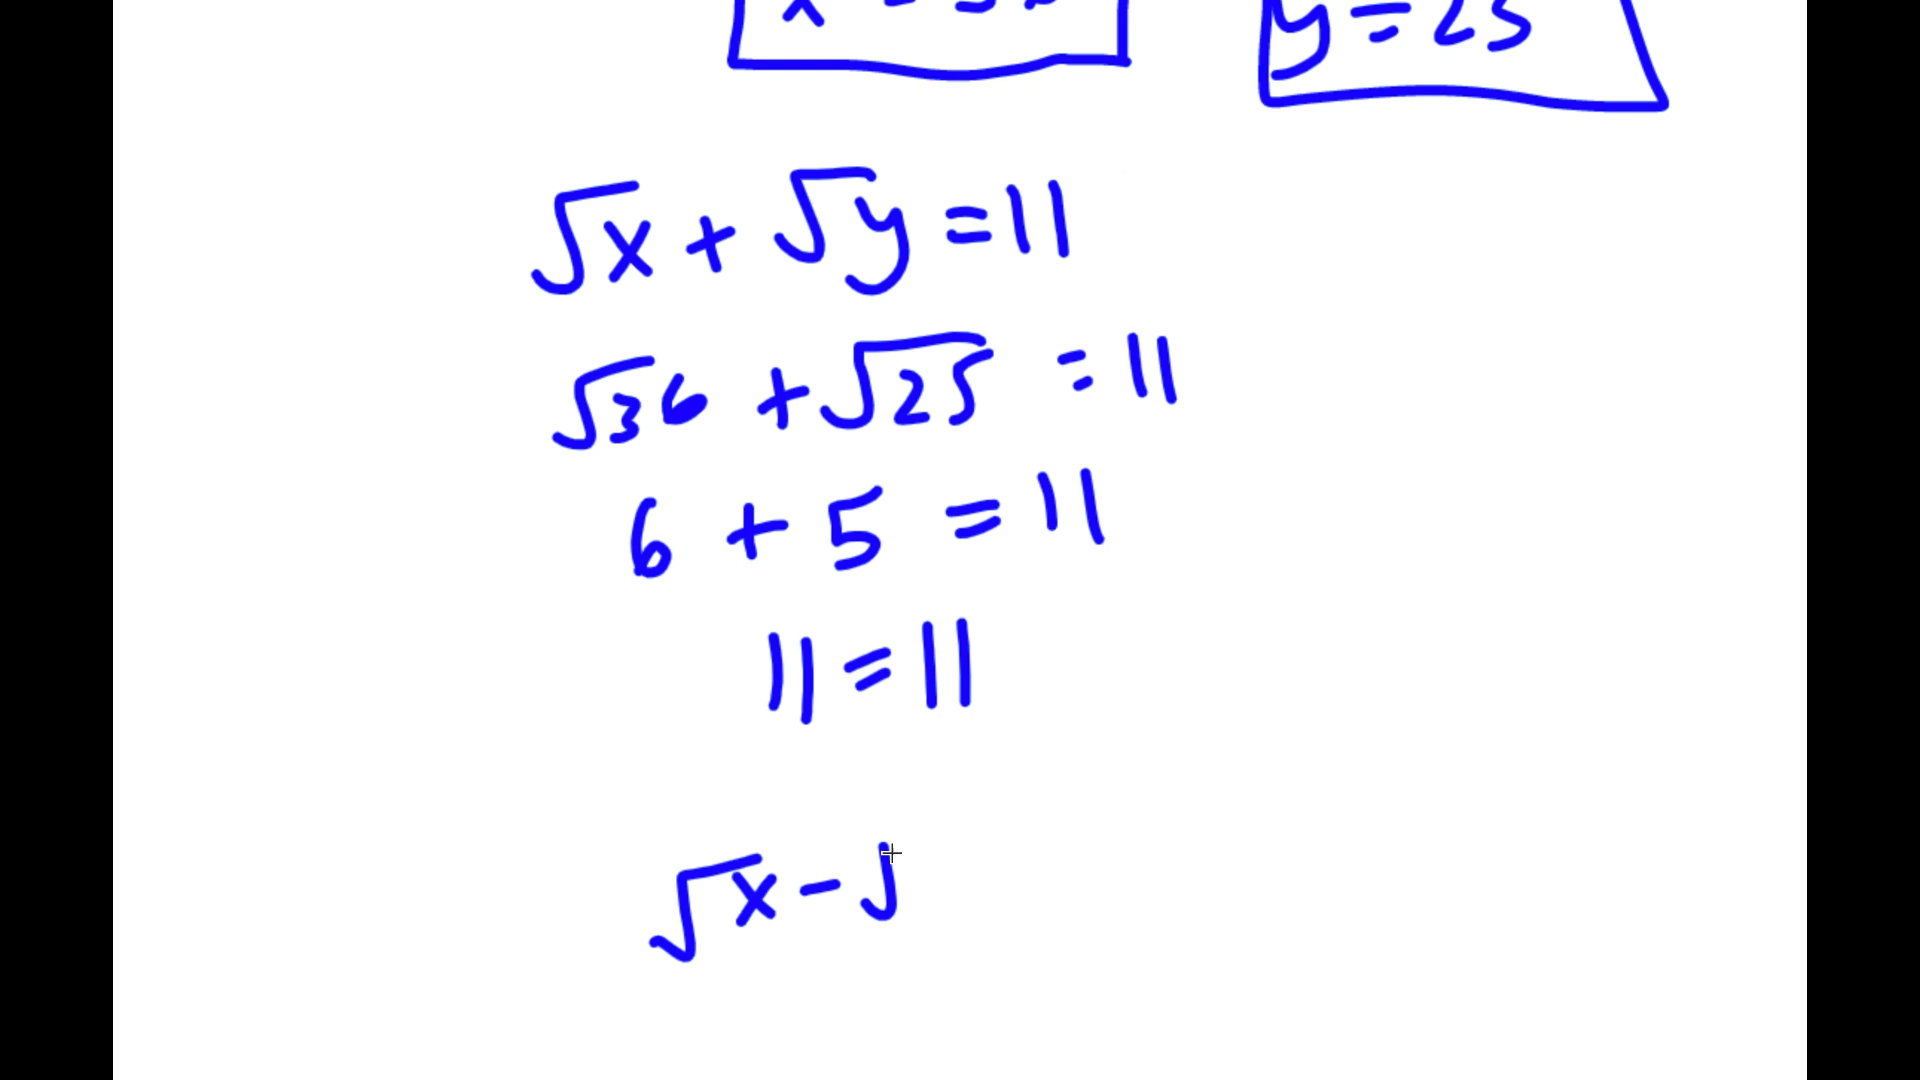 y = 25
√x + √y = 11
√36 + √25 = 11
6 + 5 = 11
11 = 11
√x - √